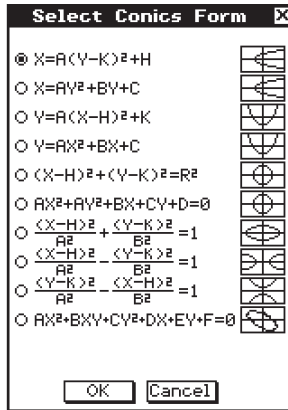 Select Conics Form
X=A(Y-K)²+H
X=AY²+BY+C
Y=A(X-H)²+K
Y=AX²+BX+C
(X-H)²+(Y-K)²=R²
AX²+AY²+BX+CY+D=0
(X-H)²/A²+(Y-K)²/B²=1
(X-H)²/A²-(Y-K)²/B²=1
(Y-K)²/A²-(X-H)²/B²=1
AX²+BXY+CY²+DX+EY+F=0
OK Cancel